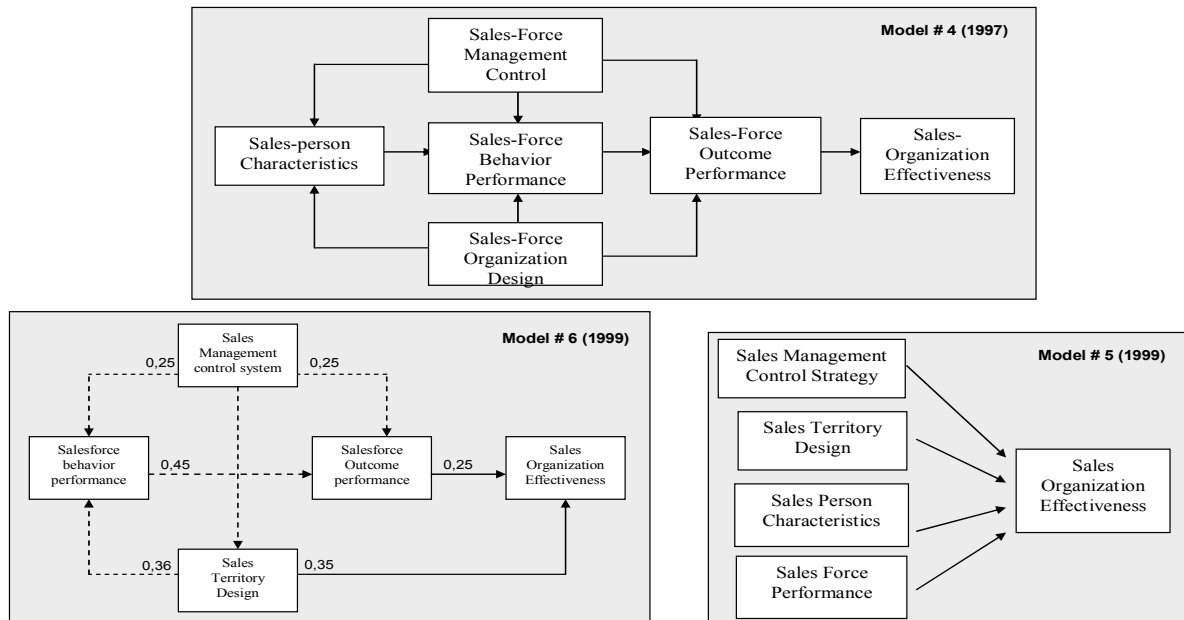 Model # 4 (1997)
Sales-Force
Management
Control
Sales-person
Characteristics
Sales-Force
Behavior
Performance
Sales-Force
Outcome
Performance
Sales-
Organization
Effectiveness
Sales-Force
Organization
Design
Model # 6 (1999)
Sales
Management
control system
0,25
0,25
Salesforce
behavior
performance
0,45
Salesforce
Outcome
performance
0,25
Sales
Organization
Effectiveness
0,36
Sales
Territory
Design
0,35
Model # 5 (1999)
Sales Management
Control Strategy
Sales Territory
Design
Sales Person
Characteristics
Sales Force
Performance
Sales
Organization
Effectiveness